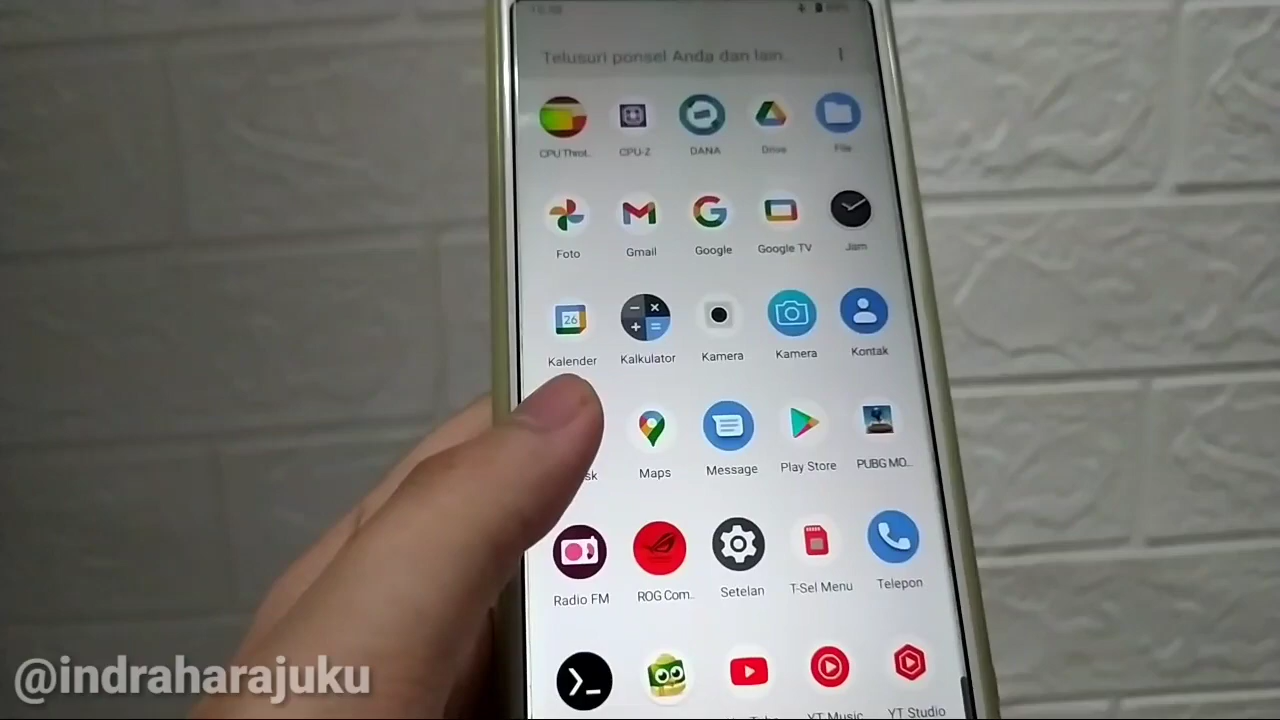 Telusuri ponsel Anda dan lain..
CPU Throt.. CPU-Z DANA Drive File
Foto Gmail Google Google TV Jam
26
Kalender Kalkulator Kamera Kamera Kontak
Maps Message Play Store PUBG MO..
Radio FM ROG Com.. Setelan T-Sel Menu Telepon
YT Music YT Studio
@indraharajuku